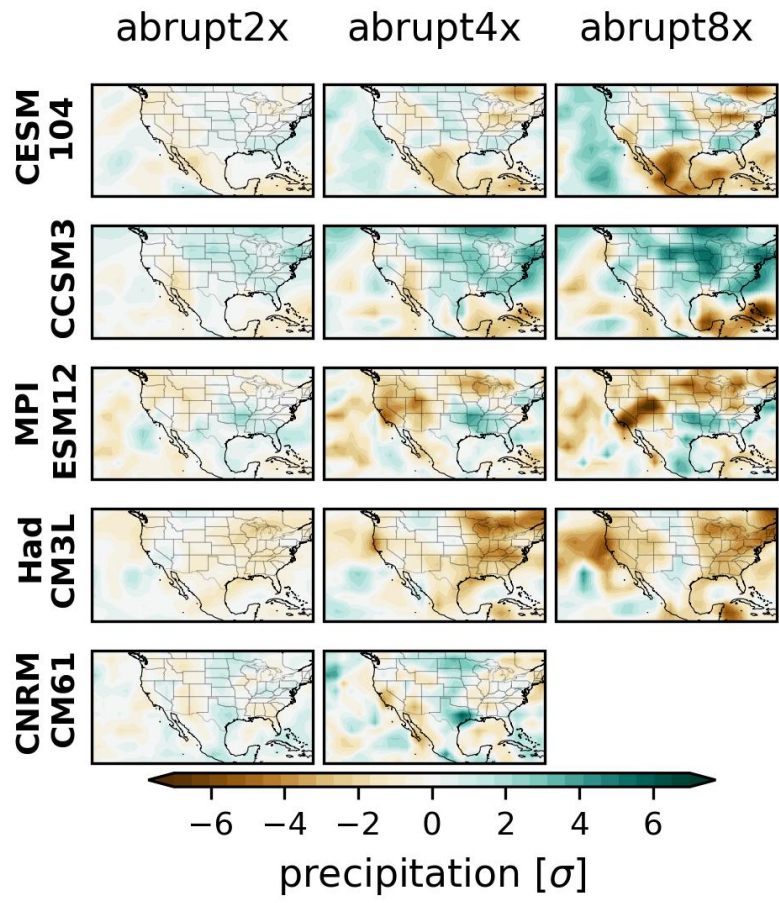 abrupt2x abrupt4x abrupt8x
CESM
104
CCSM3
MPI
ESM12
Had
CM3L
CNRM
CM61
−6 −4 −2 0 2 4 6
precipitation [σ]